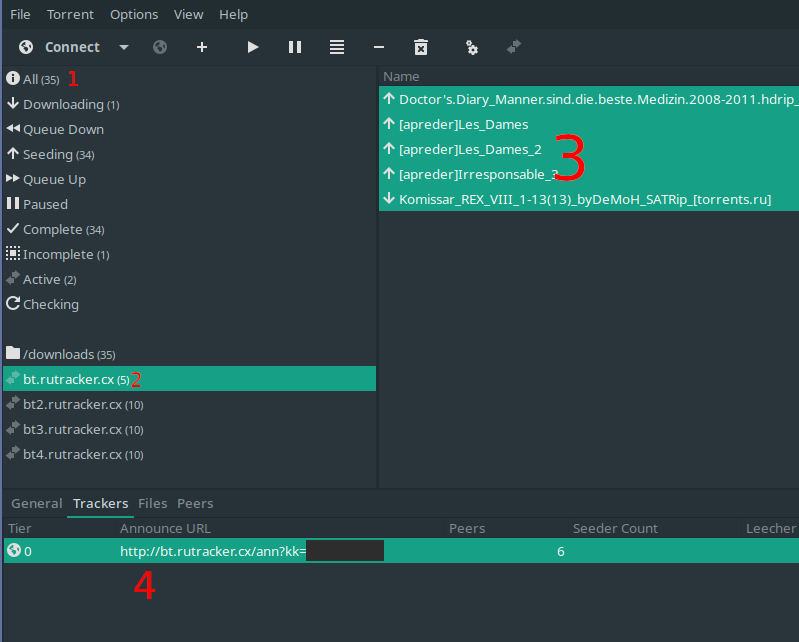 File Torrent Options View Help
Connect
All (35) 1
Downloading (1)
Queue Down
Seeding (34)
Queue Up
Paused
Complete (34)
Incomplete (1)
Active (2)
Checking
/downloads (35)
bt.rutracker.cx (5) 2
bt2.rutracker.cx (10)
bt3.rutracker.cx (10)
bt4.rutracker.cx (10)
Name
Doctor's.Diary_Manner.sind.die.beste.Medizin.2008-2011.hdrip_
[apreder]Les_Dames
[apreder]Les_Dames_2
[apreder]Irresponsable_3
Komissar_REX_VIII_1-13(13)_byDeMoH_SATRip_[torrents.ru]
3
General Trackers Files Peers
Tier Announce URL Peers Seeder Count Leecher
0 http://bt.rutracker.cx/ann?kk= 6
4